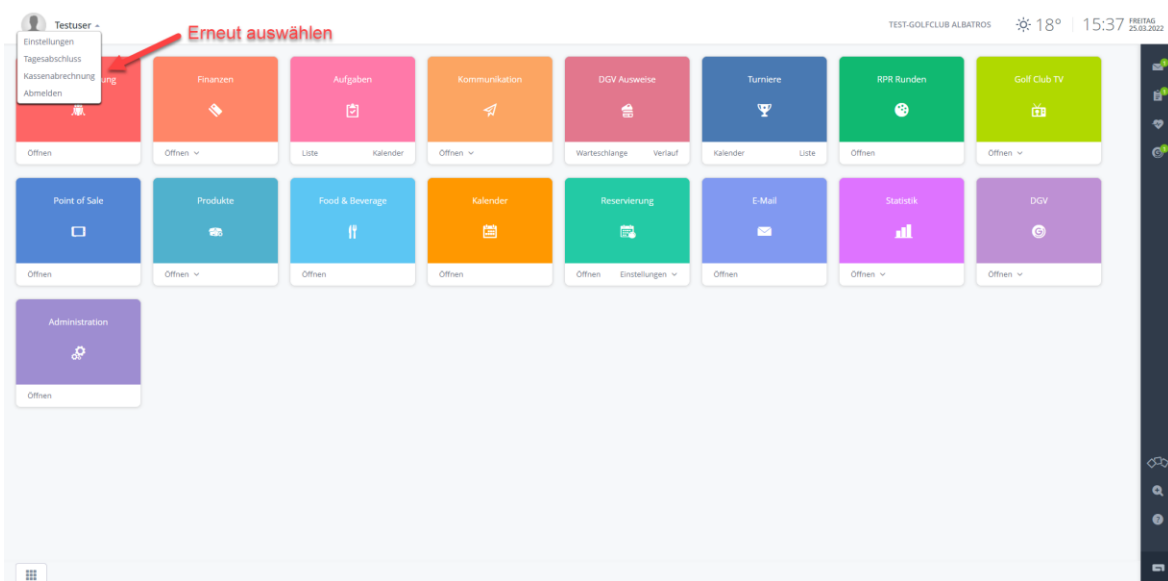 Testuser
Erneut auswählen
TEST-GOLFCLUB ALBATROS
18°
15:37
FREITAG
25.03.2022
Einstellungen
Tagesabschluss
Kassenabrechnung
Abmelden
ung
Finanzen
Aufgaben
Kommunikation
DGV Ausweise
Turniere
RPR Runden
Golf Club TV
Öffnen
Öffnen
Liste
Kalender
Öffnen
Warteschlange
Verlauf
Kalender
Liste
Öffnen
Öffnen
Point of Sale
Produkte
Food & Beverage
Kalender
Reservierung
E-Mail
Statistik
DGV
Öffnen
Öffnen
Öffnen
Öffnen
Öffnen
Einstellungen
Öffnen
Öffnen
Öffnen
Administration
Öffnen